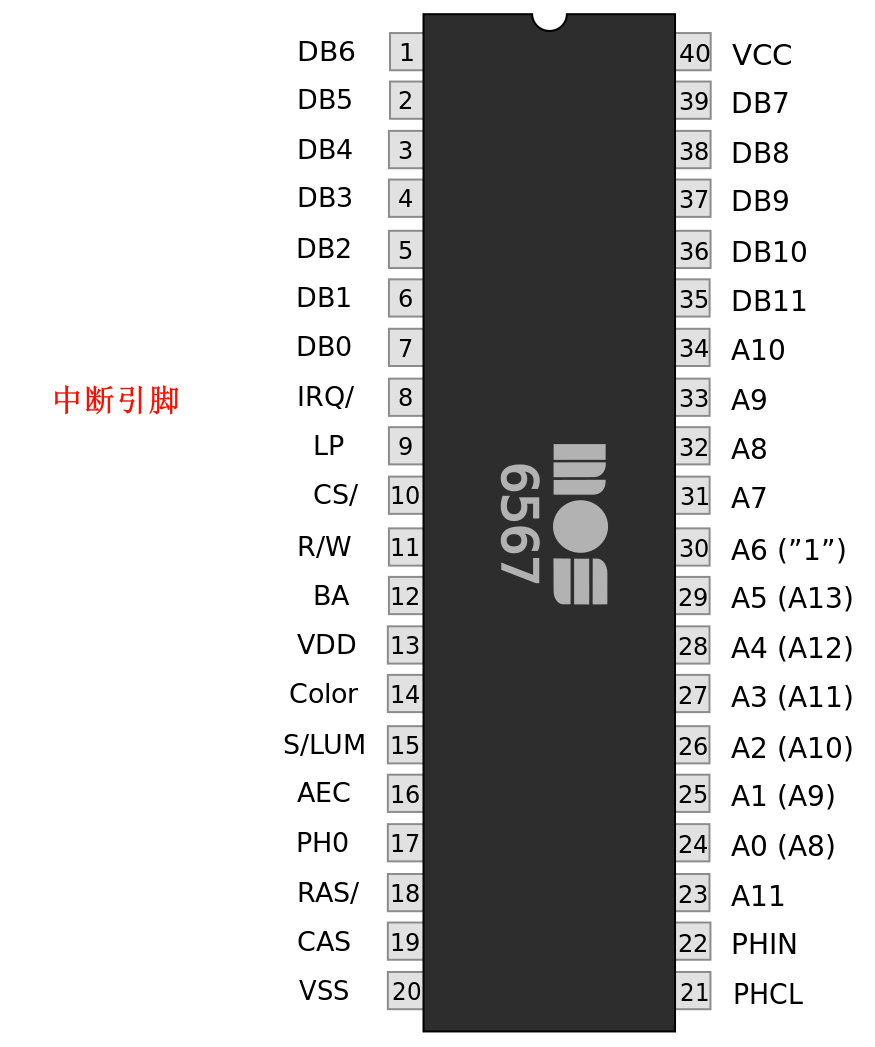 DB6 1 40 VCC
DB5 2 39 DB7
DB4 3 38 DB8
DB3 4 37 DB9
DB2 5 36 DB10
DB1 6 35 DB11
DB0 7 34 A10
中断引脚 IRQ/ 8 33 A9
LP 9 32 A8
CS/ 10 31 A7
R/W 11 30 A6 (”1”)
BA 12 29 A5 (A13)
VDD 13 28 A4 (A12)
Color 14 27 A3 (A11)
S/LUM 15 26 A2 (A10)
AEC 16 25 A1 (A9)
PH0 17 24 A0 (A8)
RAS/ 18 23 A11
CAS 19 22 PHIN
VSS 20 21 PHCL
mos
6567